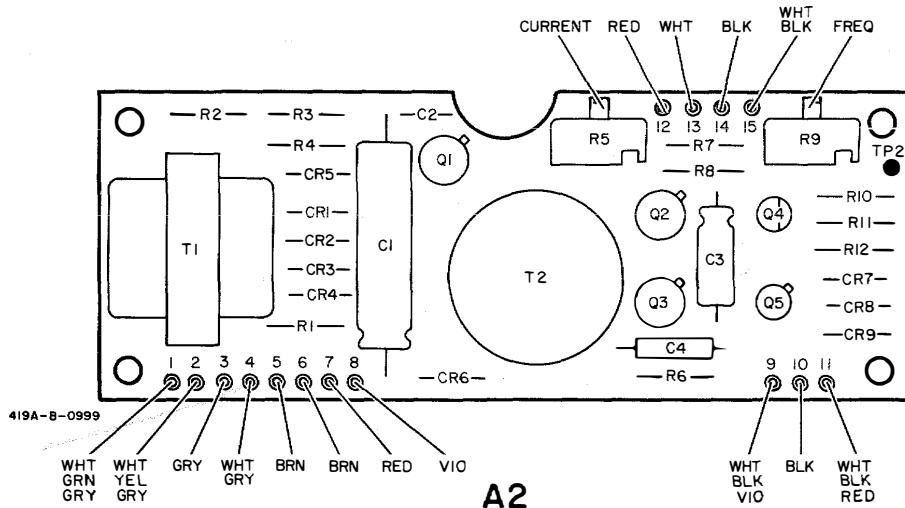 CURRENT RED WHT BLK WHT BLK FREQ
R2 R3 C2
12 13 14 15
R4 Q1 R5 R7 R9
TP2
CR5 R8
CR1 Q2 Q4 R10
R11
T1 CR2 C1 T2 C3 R12
CR3 CR7
CR4 Q3 Q5 CR8
R1 CR9
C4
1 2 3 4 5 6 7 8 CR6 R6 9 10 11
419A-B-0999
WHT GRN GRY
WHT YEL GRY
GRY
WHT GRY
BRN
BRN
RED
VIO
WHT BLK VIO
BLK
WHT BLK RED
A2